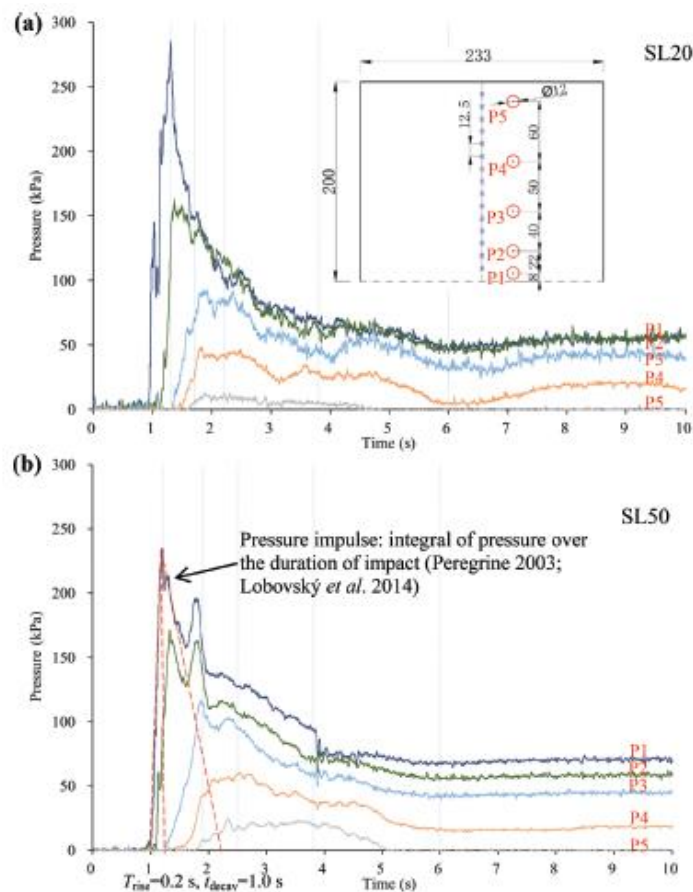 (a)
SL20
Pressure (kPa)
300
250
200
150
100
50
0
233
200
12.5
Ø12
P5
60
P4
50
P3
40
P2
22
P1
8
P1
P2
P3
P4
P5
0 1 2 3 4 5 6 7 8 9 10
Time (s)
(b)
SL50
Pressure (kPa)
300
250
200
150
100
50
0
Pressure impulse: integral of pressure over
the duration of impact (Peregrine 2003;
Lobovský et al. 2014)
P1
P3
P4
P5
0 1 2 3 4 5 6 7 8 9 10
Time (s)
Trise=0.2 s, tdecay=1.0 s